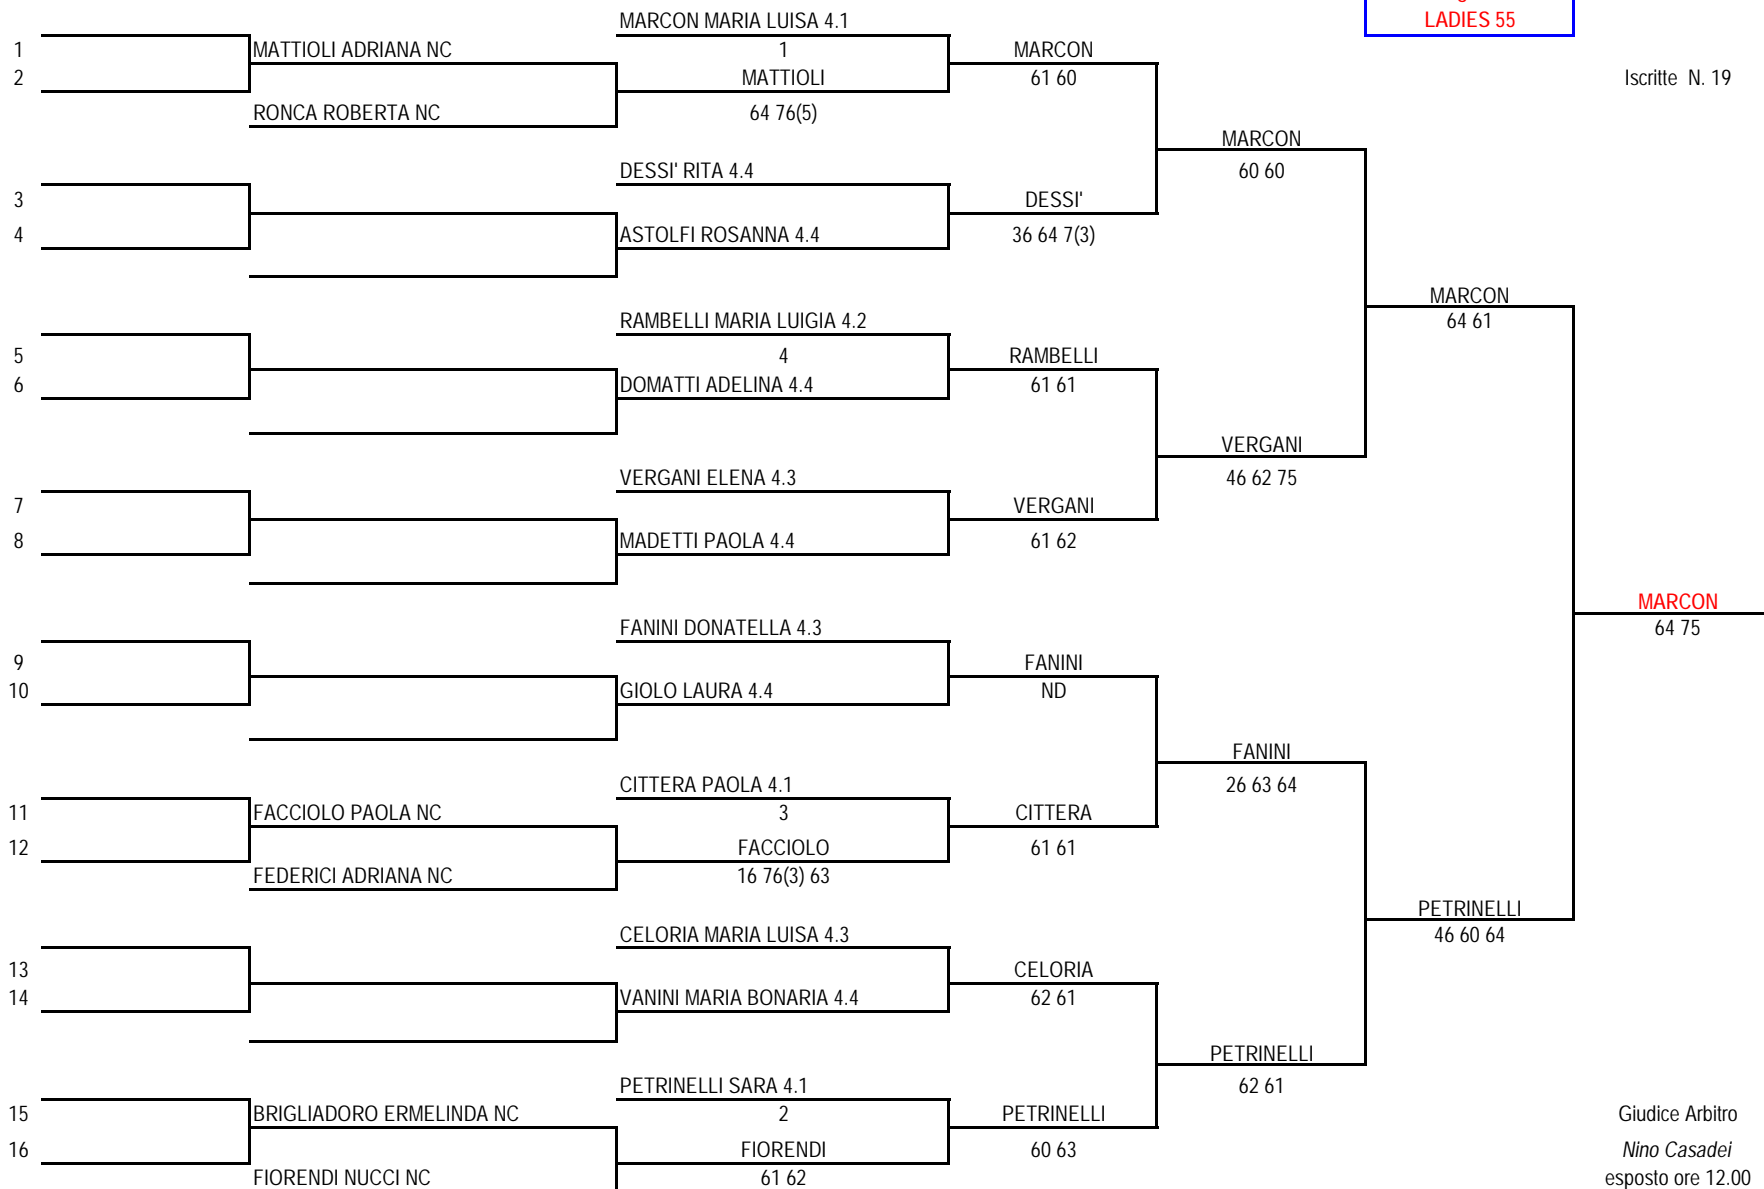 LADIES 55
MARCON MARIA LUISA 4.1
1 MATTIOLI ADRIANA NC 1 MARCON
2 MATTIOLI 61 60 Iscritte N. 19
RONCA ROBERTA NC 64 76(5)
MARCON
DESSI' RITA 4.4 60 60
3 DESSI'
4 ASTOLFI ROSANNA 4.4 36 64 7(3)
MARCON
RAMBELLI MARIA LUIGIA 4.2 64 61
5 4 RAMBELLI
6 DOMATTI ADELINA 4.4 61 61
VERGANI
VERGANI ELENA 4.3 46 62 75
7 VERGANI
8 MADETTI PAOLA 4.4 61 62
MARCON
FANINI DONATELLA 4.3 64 75
9 FANINI
10 GIOLO LAURA 4.4 ND
FANINI
CITTERA PAOLA 4.1 26 63 64
11 FACCIOLO PAOLA NC 3 CITTERA
12 FACCIOLO 61 61
FEDERICI ADRIANA NC 16 76(3) 63
PETRINELLI
CELORIA MARIA LUISA 4.3 46 60 64
13 CELORIA
14 VANINI MARIA BONARIA 4.4 62 61
PETRINELLI
PETRINELLI SARA 4.1 62 61
15 BRIGLIADORO ERMELINDA NC 2 PETRINELLI Giudice Arbitro
16 FIORENDI 60 63 Nino Casadei
FIORENDI NUCCI NC 61 62 esposto ore 12.00